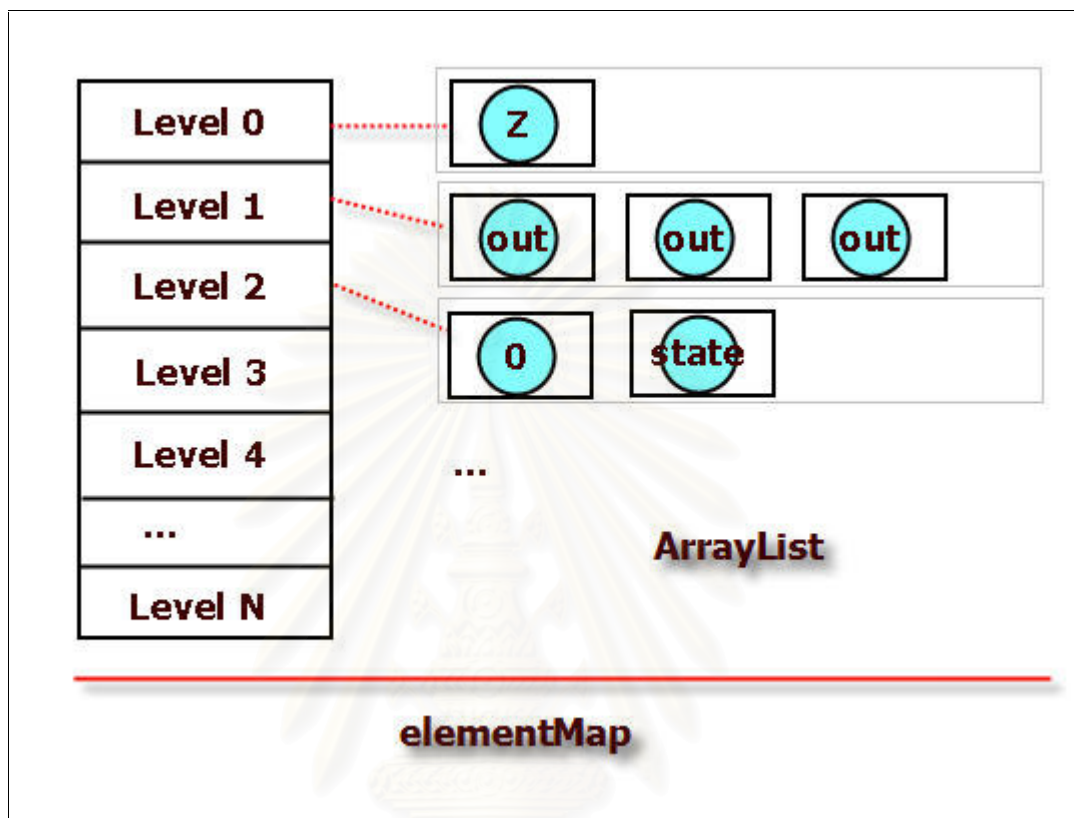 Level 0
Z
Level 1
out out out
Level 2
0 state
Level 3
Level 4
...
...
ArrayList
Level N
elementMap